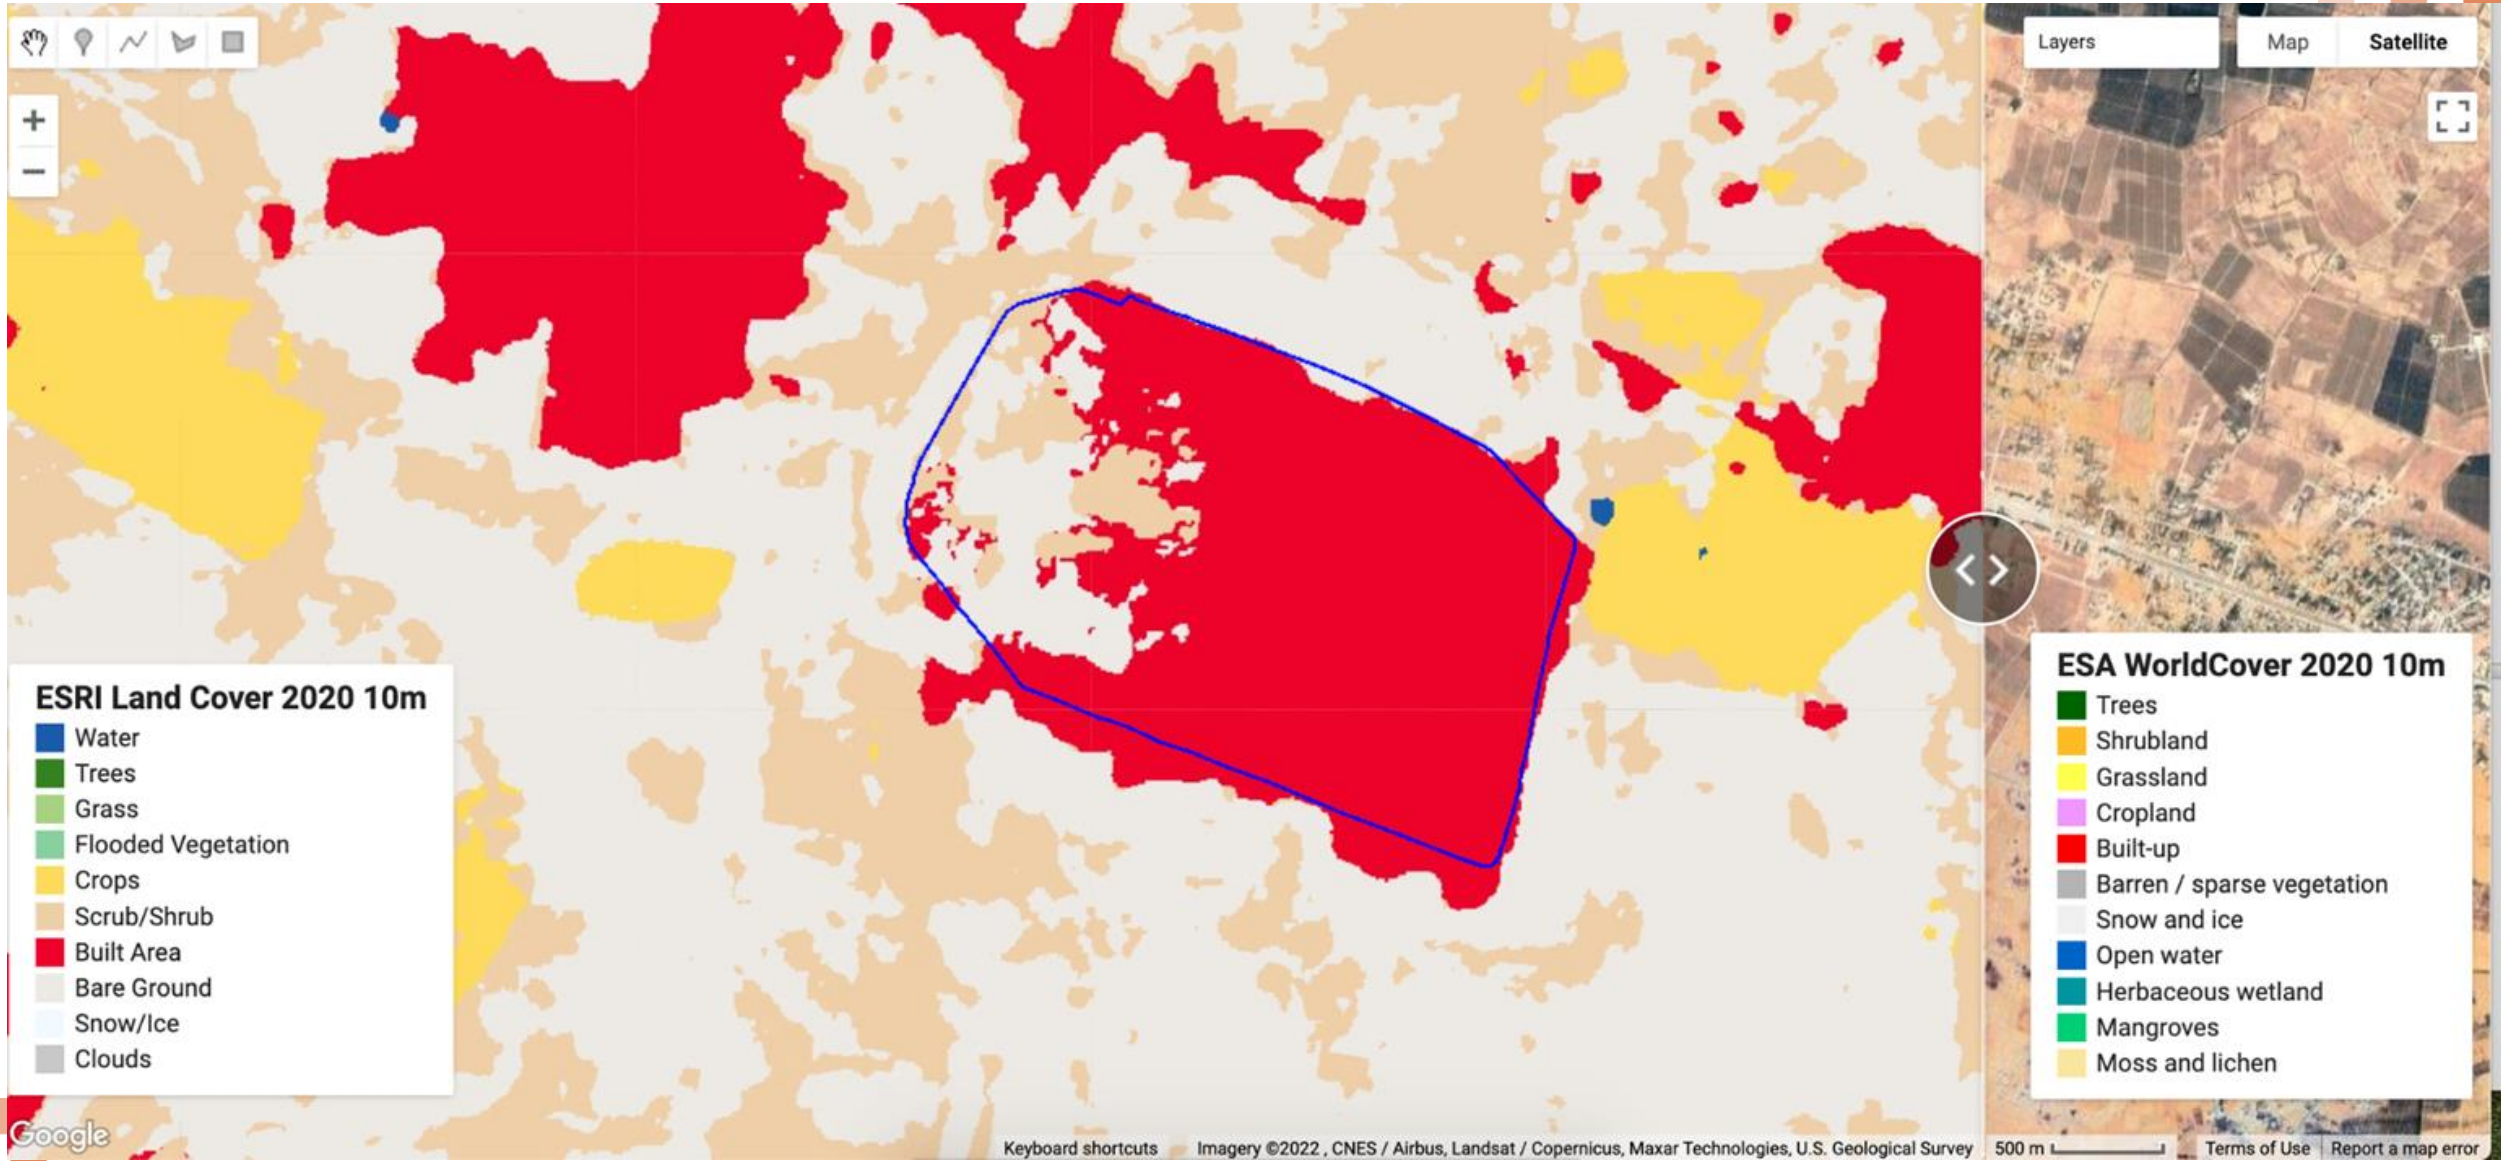 Layers
Map
Satellite
ESRI Land Cover 2020 10m
Water
Trees
Grass
Flooded Vegetation
Crops
Scrub/Shrub
Built Area
Bare Ground
Snow/Ice
Clouds
ESA WorldCover 2020 10m
Trees
Shrubland
Grassland
Cropland
Built-up
Barren / sparse vegetation
Snow and ice
Open water
Herbaceous wetland
Mangroves
Moss and lichen
Google
Keyboard shortcuts
Imagery ©2022 , CNES / Airbus, Landsat / Copernicus, Maxar Technologies, U.S. Geological Survey
500 m
Terms of Use
Report a map error